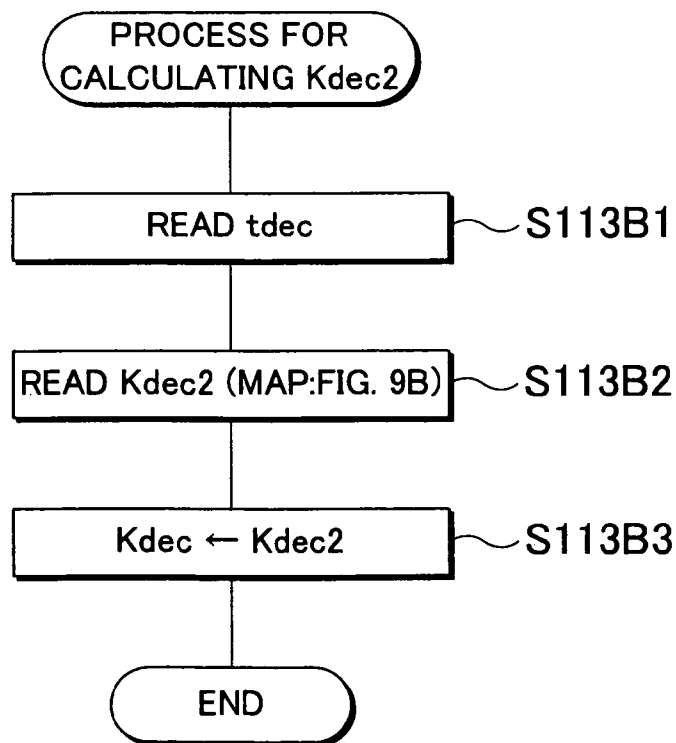 PROCESS FOR
CALCULATING Kdec2
READ tdec
S113B1
READ Kdec2 (MAP:FIG. 9B)
S113B2
Kdec ← Kdec2
S113B3
END